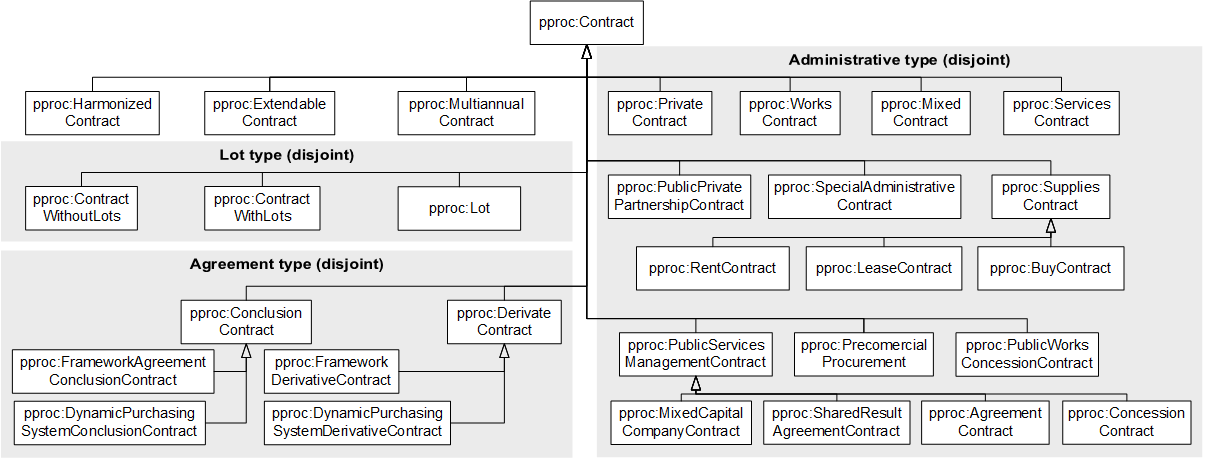 pproc:Contract
Administrative type (disjoint)
pproc:Harmonized
Contract
pproc:Extendable
Contract
pproc:Multiannual
Contract
pproc:Private
Contract
pproc:Works
Contract
pproc:Mixed
Contract
pproc:Services
Contract
Lot type (disjoint)
pproc:Contract
WithoutLots
pproc:Contract
WithLots
pproc:Lot
pproc:PublicPrivate
PartnershipContract
pproc:SpecialAdministrative
Contract
pproc:Supplies
Contract
pproc:RentContract
pproc:LeaseContract
pproc:BuyContract
Agreement type (disjoint)
pproc:Conclusion
Contract
pproc:Derivate
Contract
pproc:FrameworkAgreement
ConclusionContract
pproc:Framework
DerivativeContract
pproc:DynamicPurchasing
SystemConclusionContract
pproc:DynamicPurchasing
SystemDerivativeContract
pproc:PublicServices
ManagementContract
pproc:Precomercial
Procurement
pproc:PublicWorks
ConcessionContract
pproc:MixedCapital
CompanyContract
pproc:SharedResult
AgreementContract
pproc:Agreement
Contract
pproc:Concession
Contract